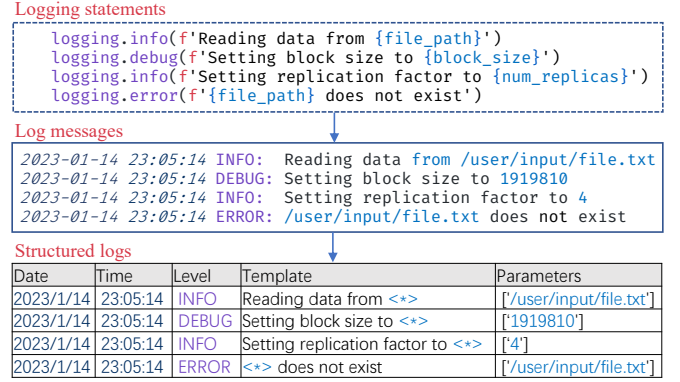 Logging statements
logging.info(f'Reading data from {file_path}')
logging.debug(f'Setting block size to {block_size}')
logging.info(f'Setting replication factor to {num_replicas}')
logging.error(f'{file_path} does not exist')
Log messages
2023-01-14 23:05:14 INFO: Reading data from /user/input/file.txt
2023-01-14 23:05:14 DEBUG: Setting block size to 1919810
2023-01-14 23:05:14 INFO: Setting replication factor to 4
2023-01-14 23:05:14 ERROR: /user/input/file.txt does not exist
Structured logs
Date Time Level Template Parameters
2023/1/14 23:05:14 INFO Reading data from <*> ['/user/input/file.txt']
2023/1/14 23:05:14 DEBUG Setting block size to <*> ['1919810']
2023/1/14 23:05:14 INFO Setting replication factor to <*> ['4']
2023/1/14 23:05:14 ERROR <*> does not exist ['/user/input/file.txt']